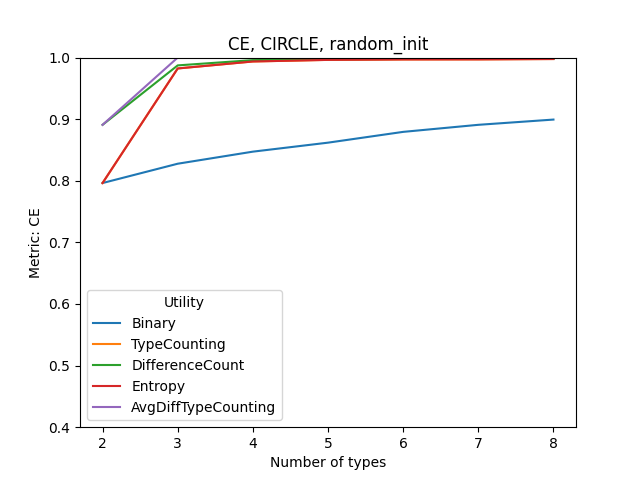 CE, CIRCLE, random_init
Metric: CE
1.0
0.9
0.8
0.7
0.6
0.5
0.4
Utility
Binary
TypeCounting
DifferenceCount
Entropy
AvgDiffTypeCounting
2 3 4 5 6 7 8
Number of types